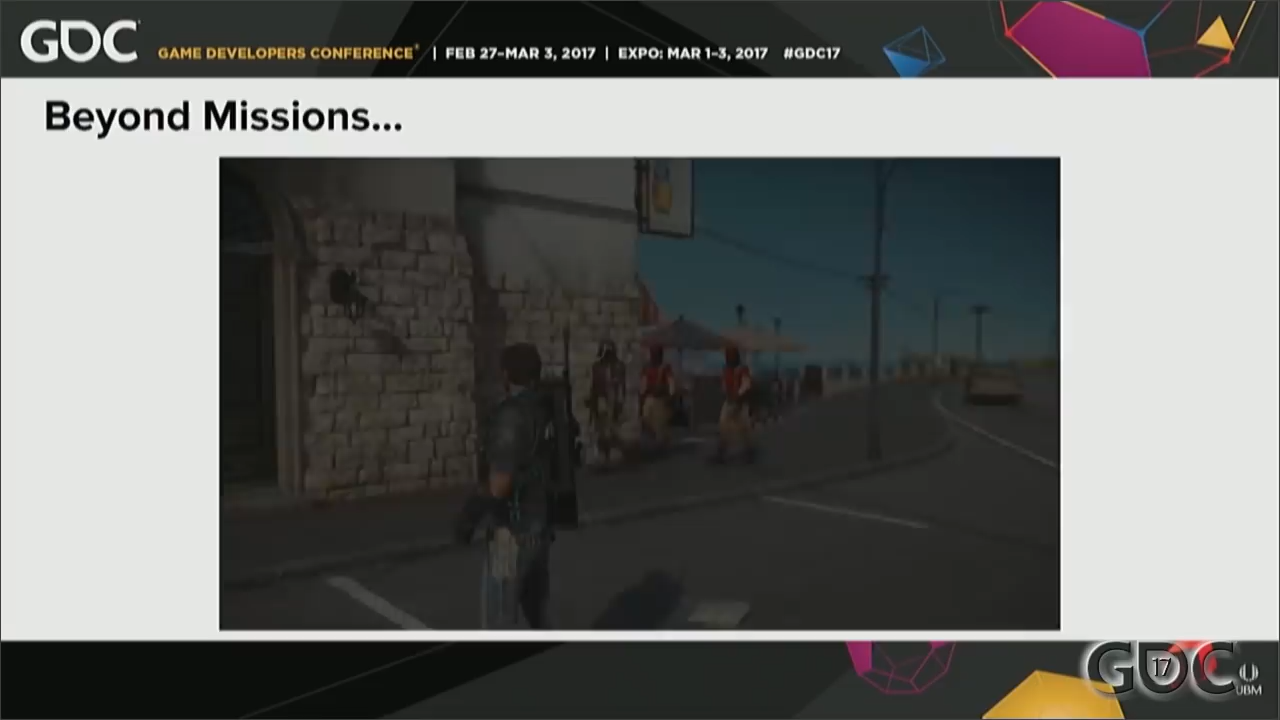 GDC GAME DEVELOPERS CONFERENCE® | FEB 27–MAR 3, 2017 | EXPO: MAR 1–3, 2017 #GDC17
Beyond Missions...
GDC 17
UBM